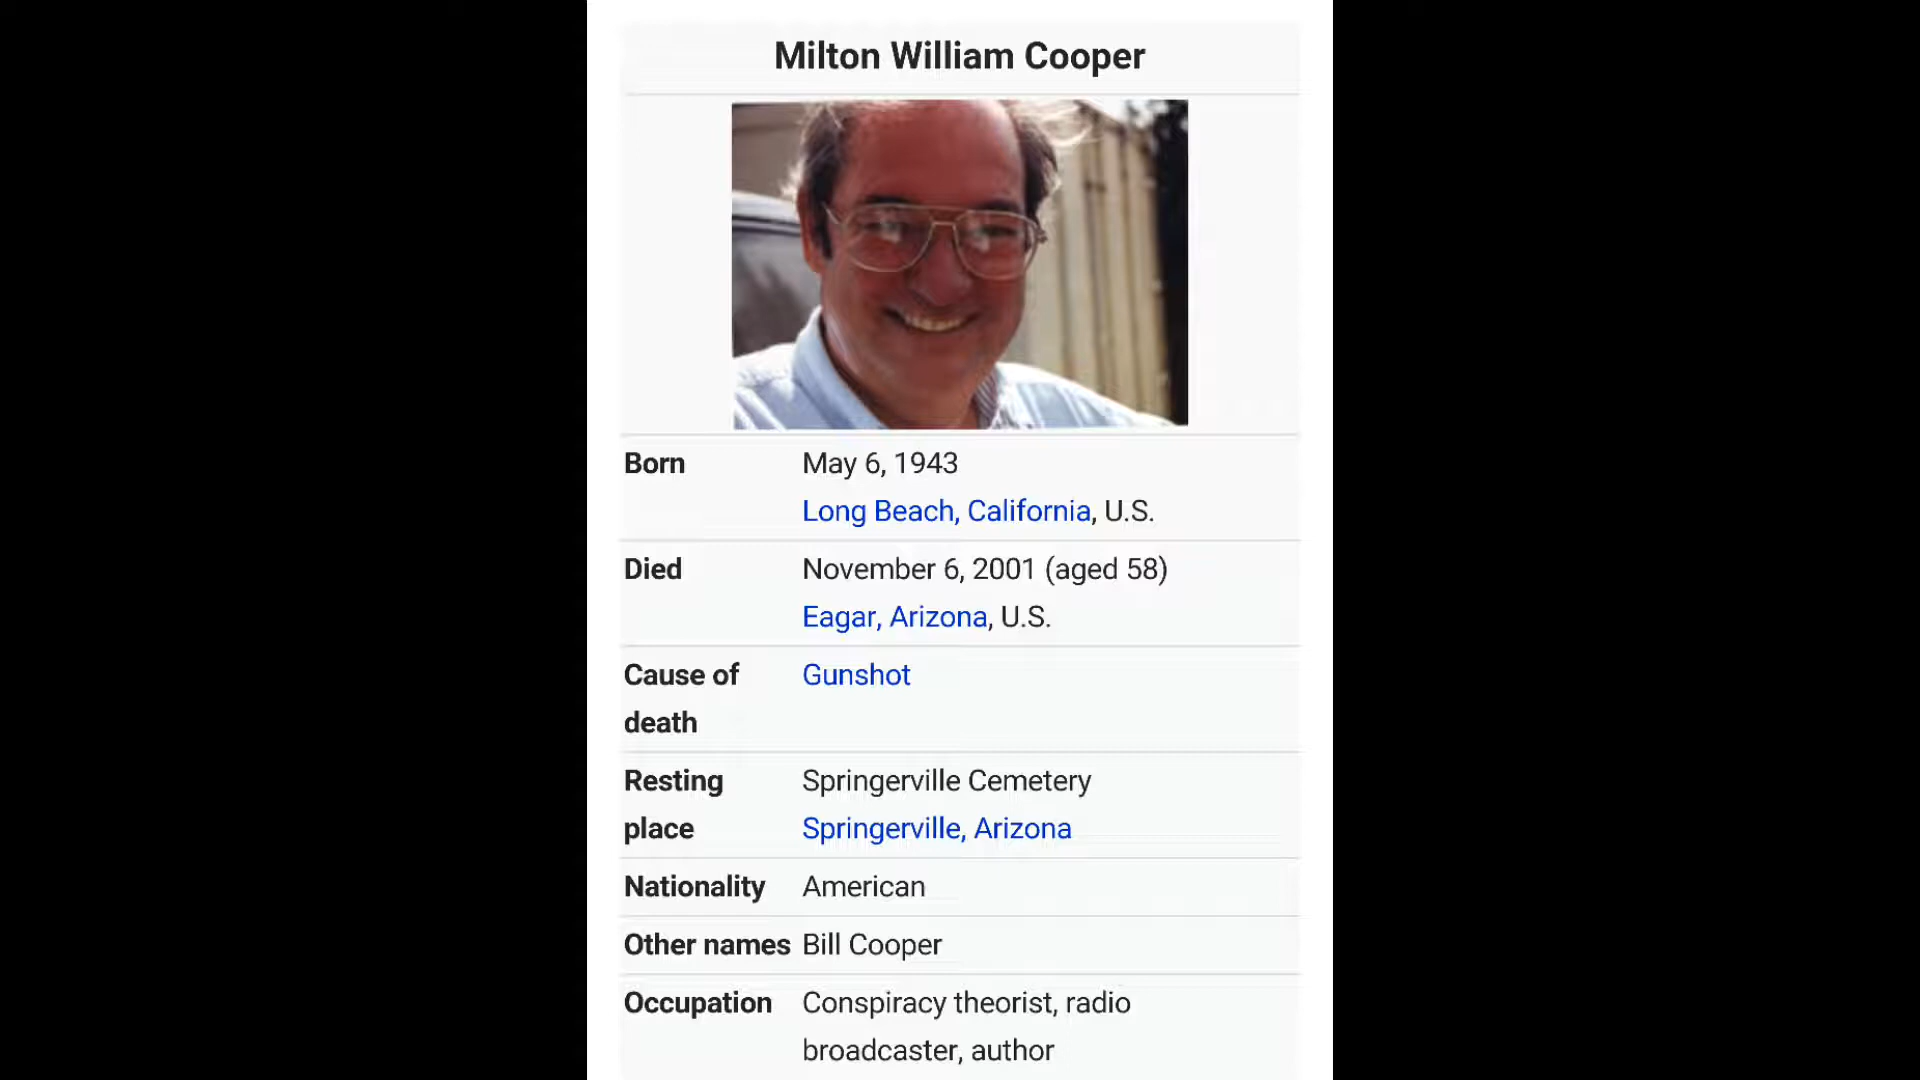 Milton William Cooper
Born May 6, 1943
Long Beach, California, U.S.
Died November 6, 2001 (aged 58)
Eagar, Arizona, U.S.
Cause of Gunshot
death
Resting Springerville Cemetery
place Springerville, Arizona
Nationality American
Other names Bill Cooper
Occupation Conspiracy theorist, radio
broadcaster, author